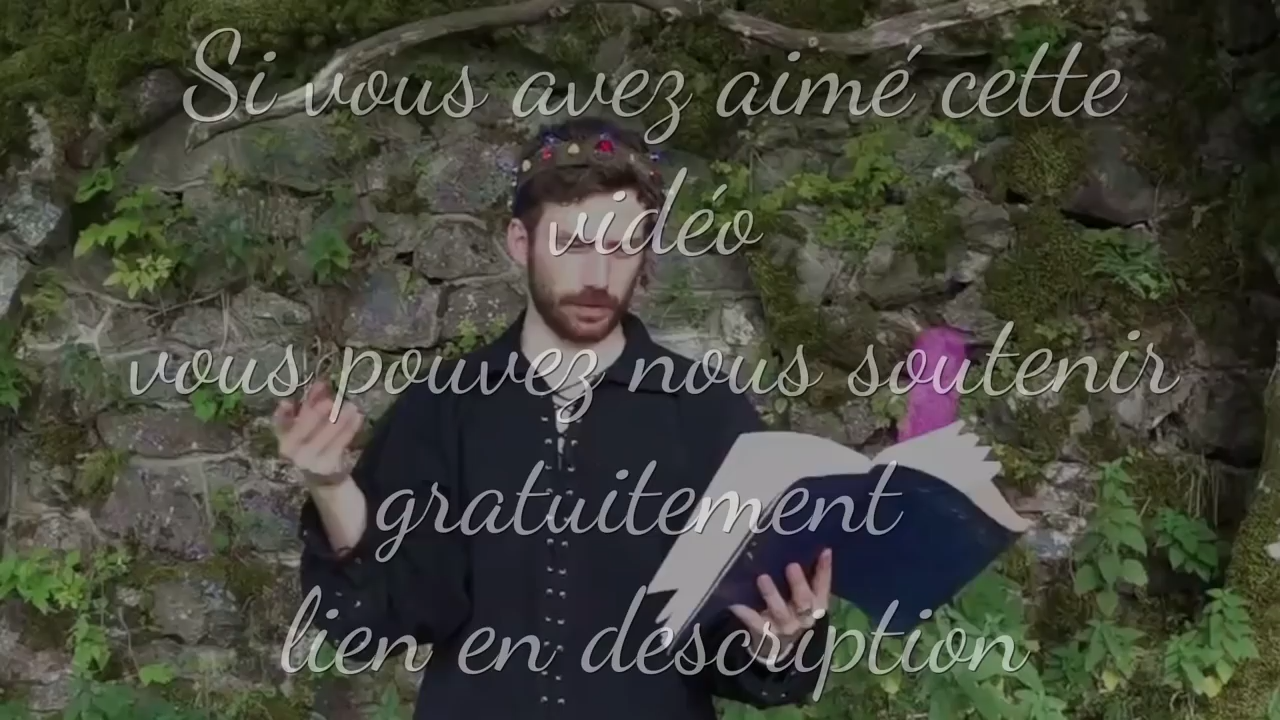 Si vous avez aimé cette
vidéo
vous pouvez nous soutenir
gratuitement
lien en description